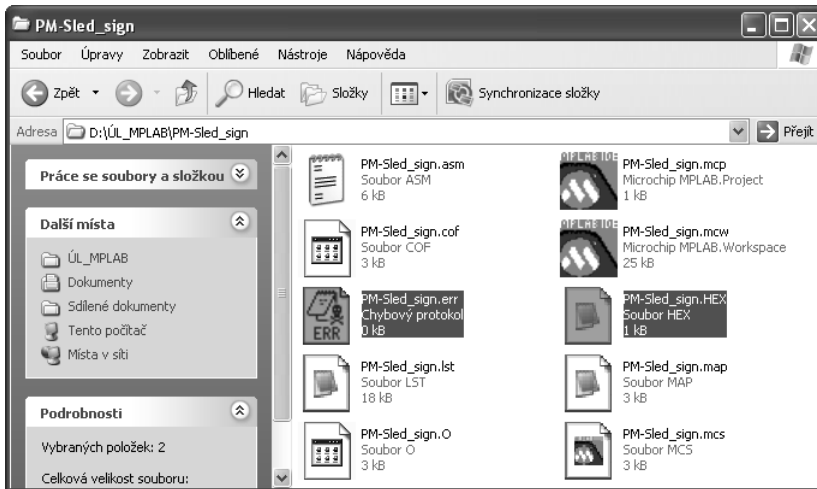 PM-Sled_sign
Soubor Úpravy Zobrazit Oblíbené Nástroje Nápověda
Zpět Hledat Složky Synchronizace složky
Adresa D:\ÚL_MPLAB\PM-Sled_sign Přejít
Práce se soubory a složkou
Další místa
ÚL_MPLAB
Dokumenty
Sdílené dokumenty
Tento počítač
Místa v síti
Podrobnosti
Vybraných položek: 2
Celková velikost souboru:
PM-Sled_sign.asm
Soubor ASM
6 kB
PM-Sled_sign.mcp
Microchip MPLAB.Project
1 kB
PM-Sled_sign.cof
Soubor COF
3 kB
PM-Sled_sign.mcw
Microchip MPLAB.Workspace
25 kB
ERR
PM-Sled_sign.err
Chybový protokol
0 kB
PM-Sled_sign.HEX
Soubor HEX
1 kB
PM-Sled_sign.lst
Soubor LST
18 kB
PM-Sled_sign.map
Soubor MAP
3 kB
PM-Sled_sign.O
Soubor O
3 kB
PM-Sled_sign.mcs
Soubor MCS
3 kB